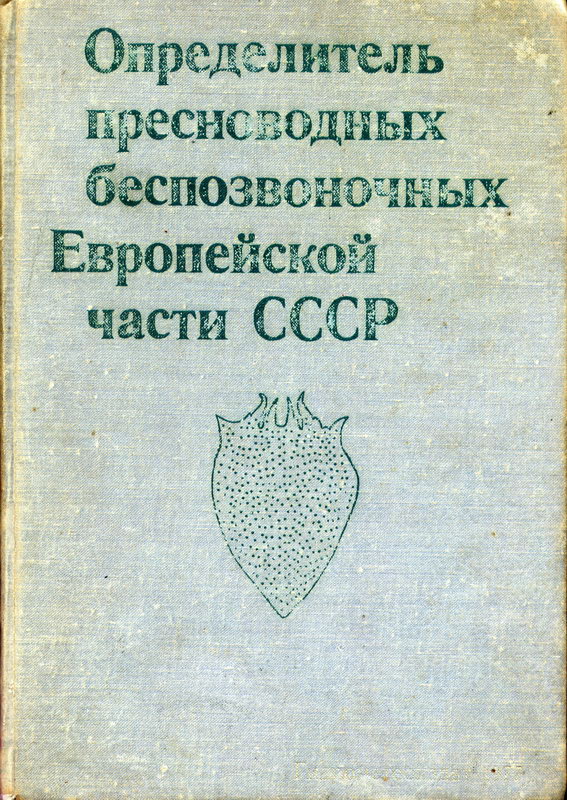 Определитель
пресноводных
беспозвоночных
Европейской
части СССР